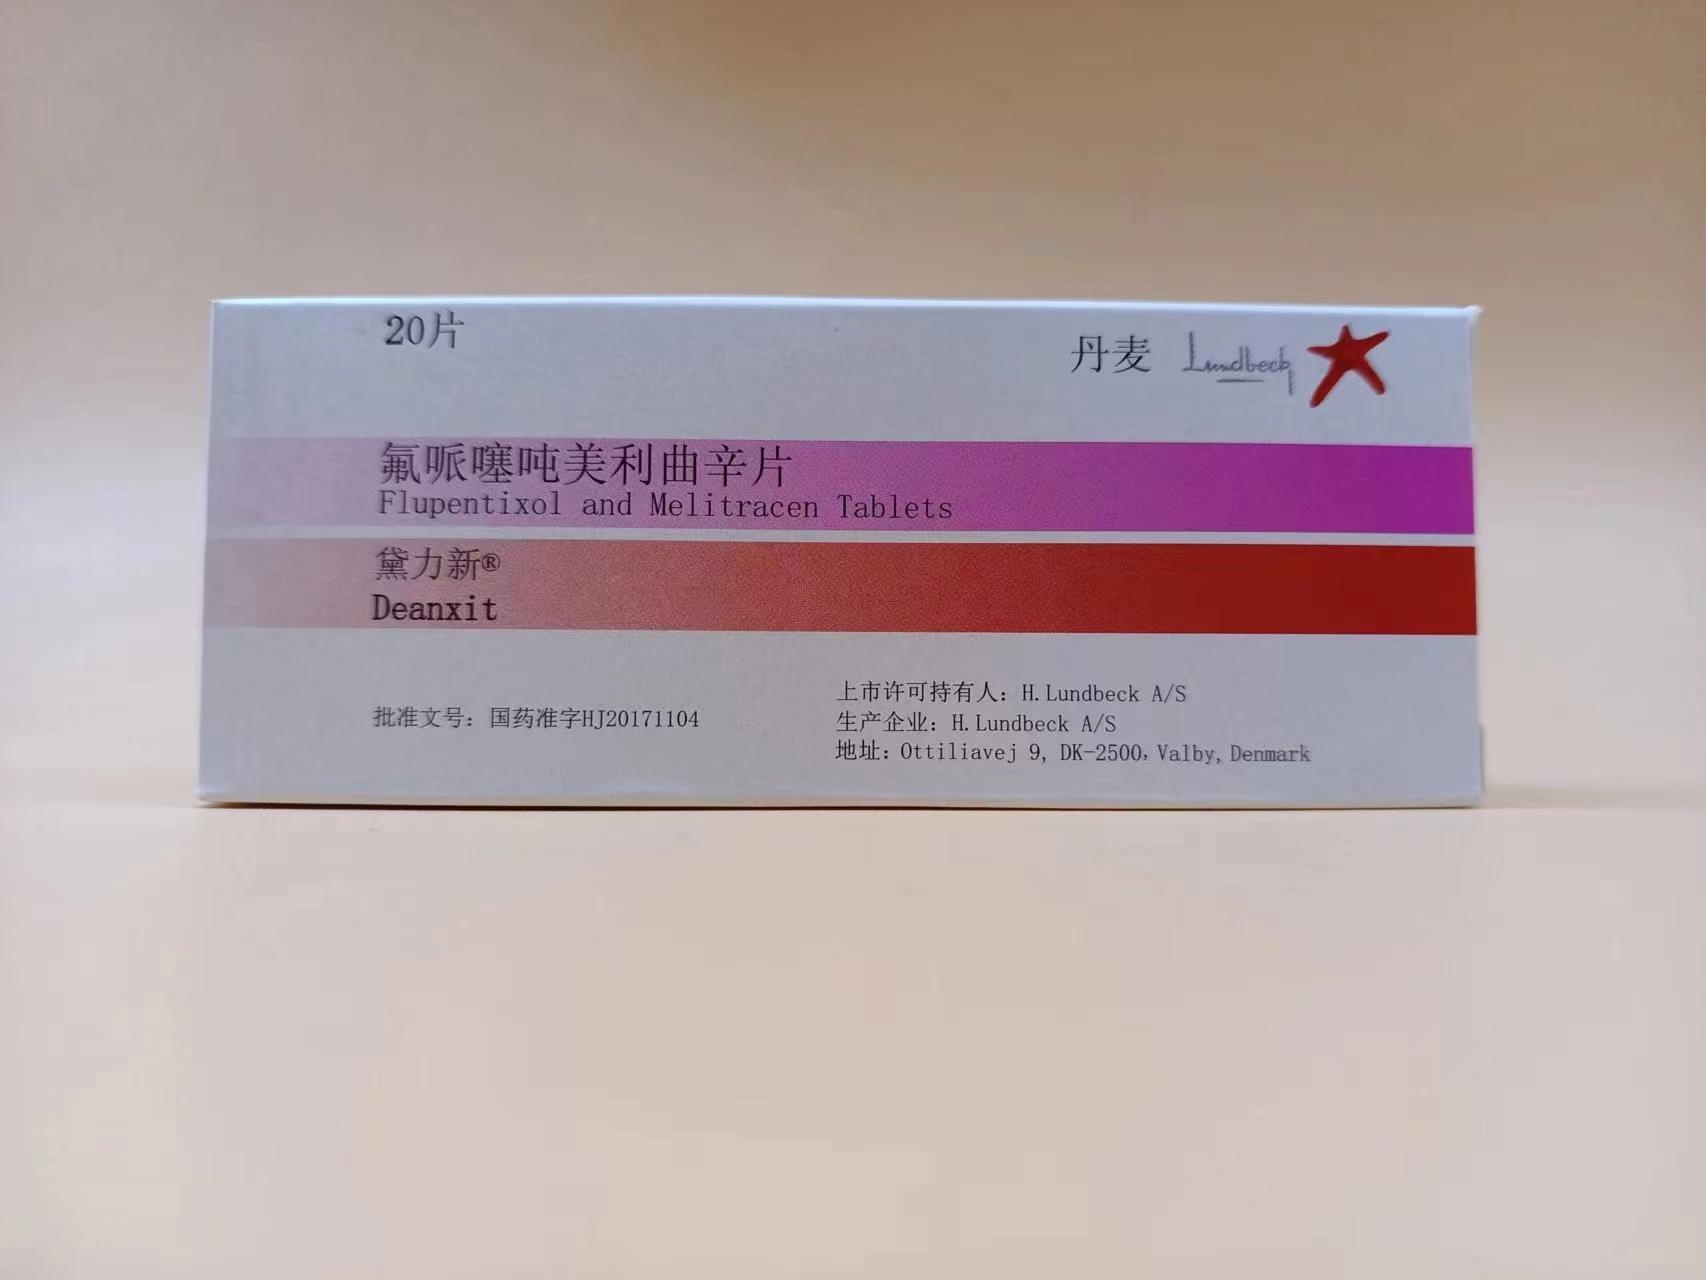 20片
丹麦 Lundbeck
氟哌噻吨美利曲辛片
Flupentixol and Melitracen Tablets
黛力新®
Deanxit
批准文号：国药准字HJ20171104
上市许可持有人：H.Lundbeck A/S
生产企业：H.Lundbeck A/S
地址：Ottiliavej 9, DK-2500，Valby, Denmark